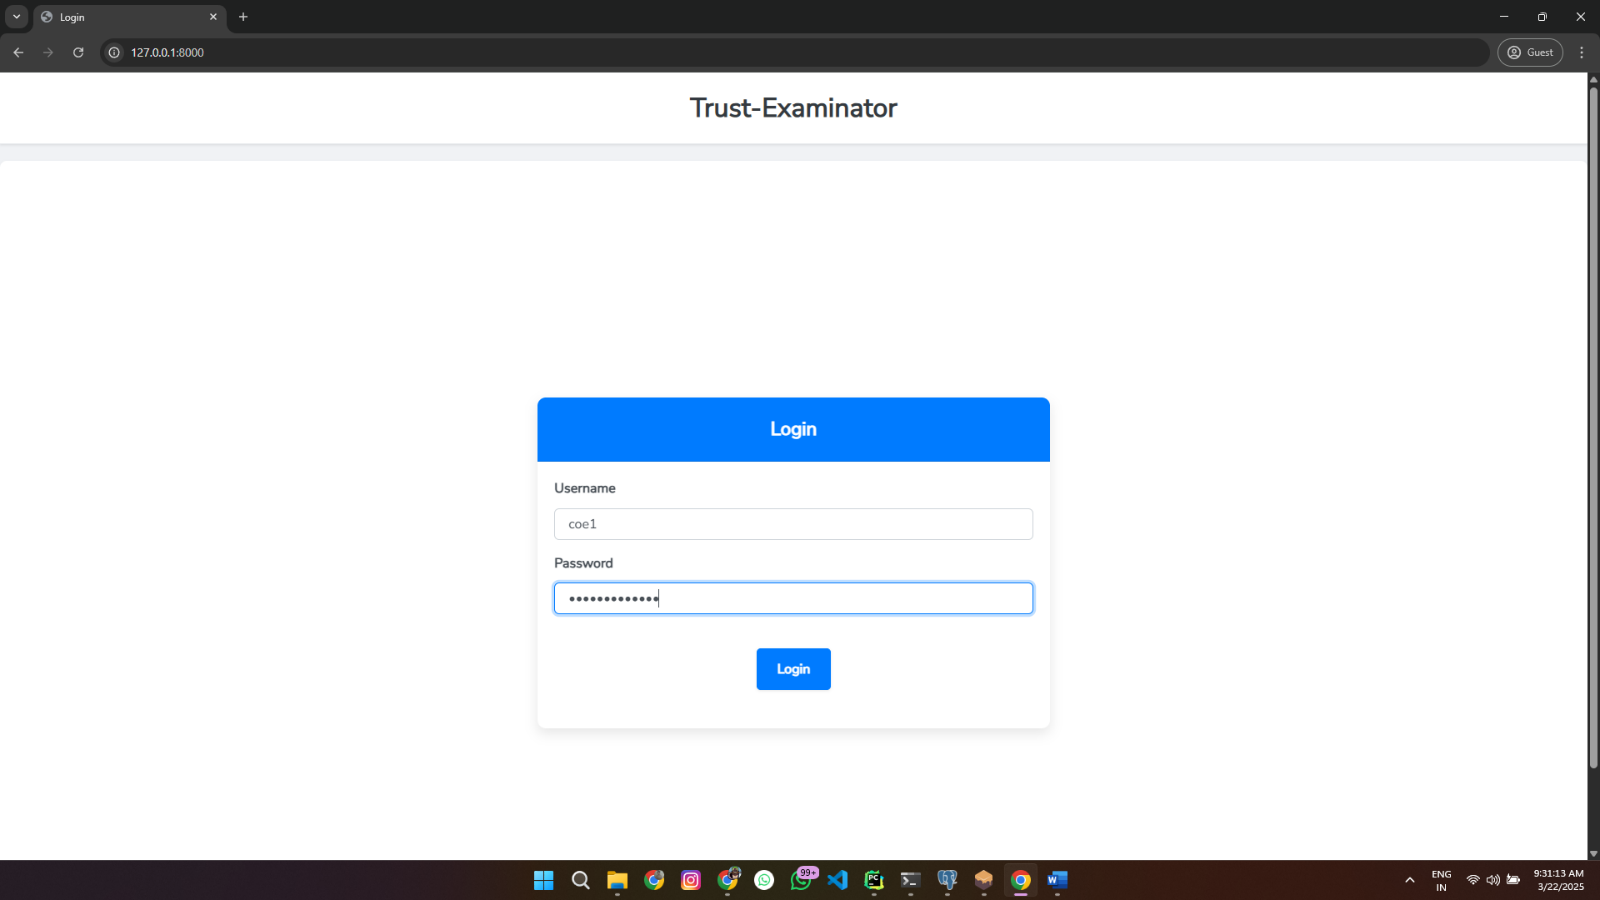 Login
127.0.0.1:8000
Guest
Trust-Examinator
Login
Username
coe1
Password
•••••••••••••
Login
99+
PC
W
ENG
IN
9:31:13 AM
3/22/2025